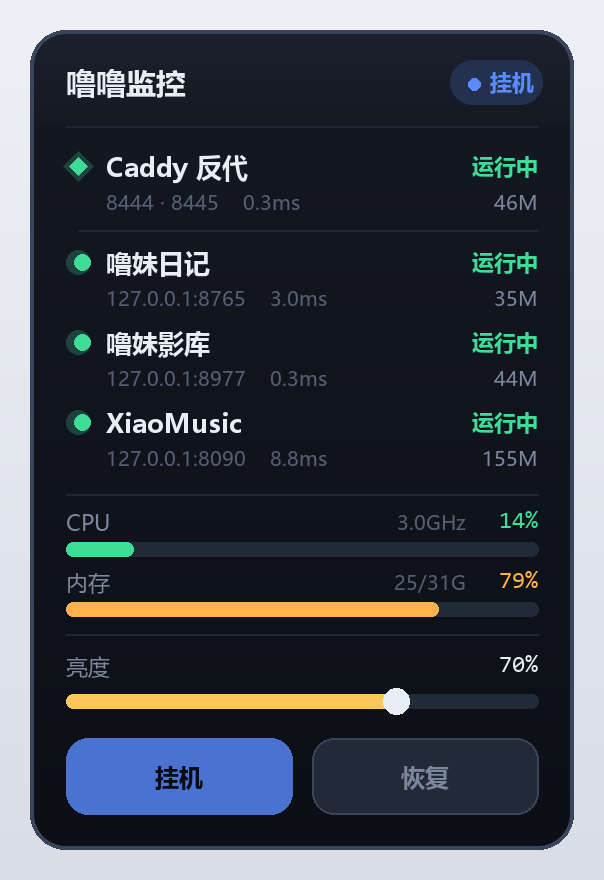 噜噜监控
挂机
Caddy 反代 运行中
8444 · 8445 0.3ms 46M
噜妹日记 运行中
127.0.0.1:8765 3.0ms 35M
噜妹影库 运行中
127.0.0.1:8977 0.3ms 44M
XiaoMusic 运行中
127.0.0.1:8090 8.8ms 155M
CPU 3.0GHz 14%
内存 25/31G 79%
亮度 70%
挂机 恢复